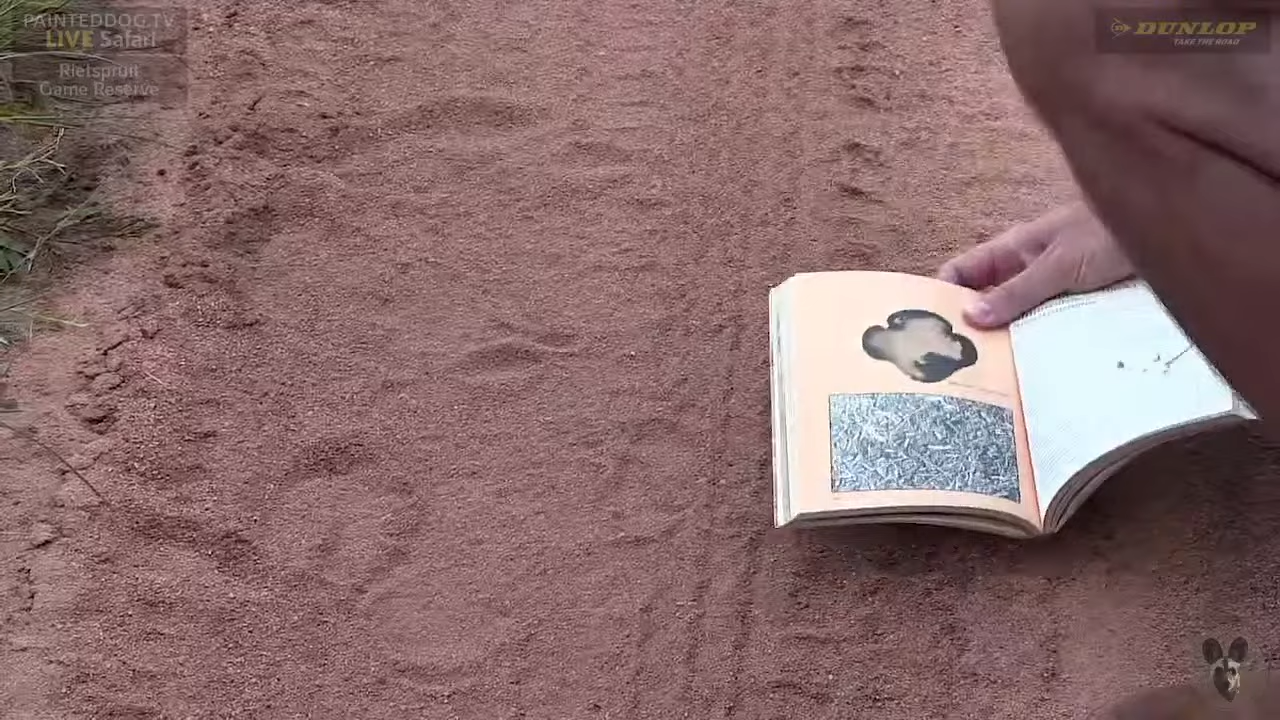 PAINTEDDOG.TV
LIVE Safari
Rietspruit
Game Reserve
DUNLOP
TAKE THE ROAD